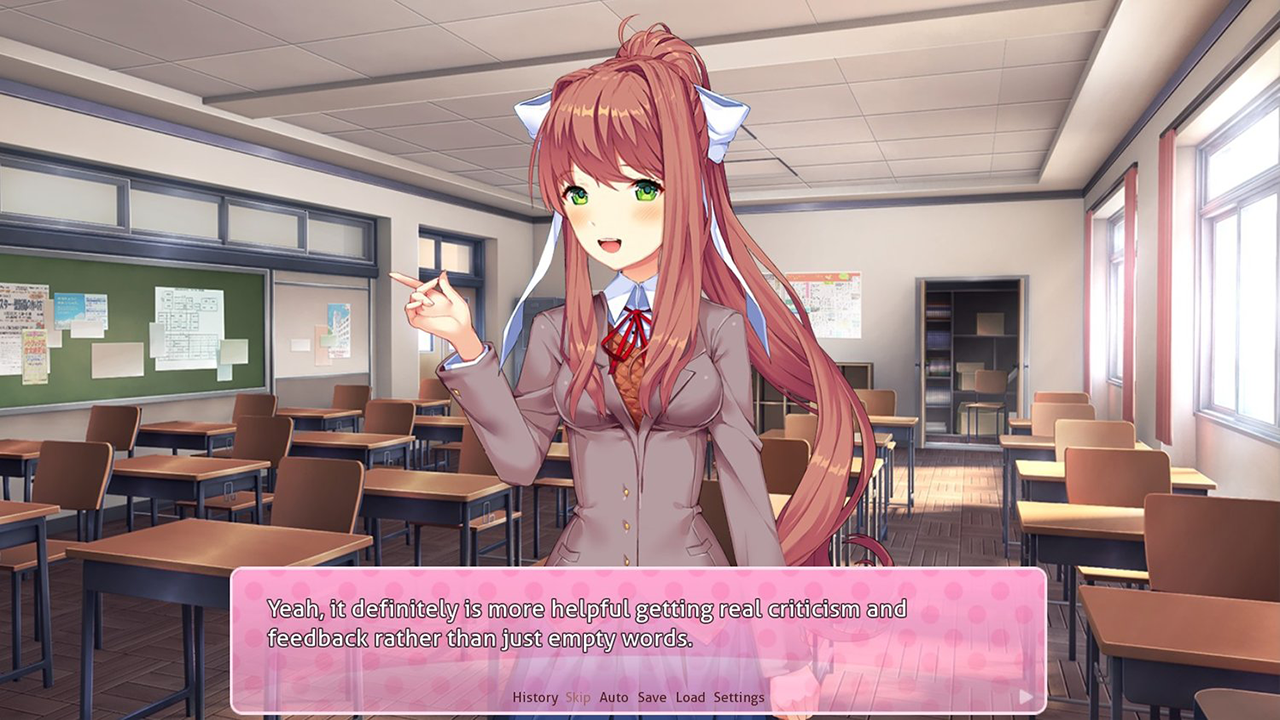 Yeah, it definitely is more helpful getting real criticism and
feedback rather than just empty words.
History Skip Auto Save Load Settings